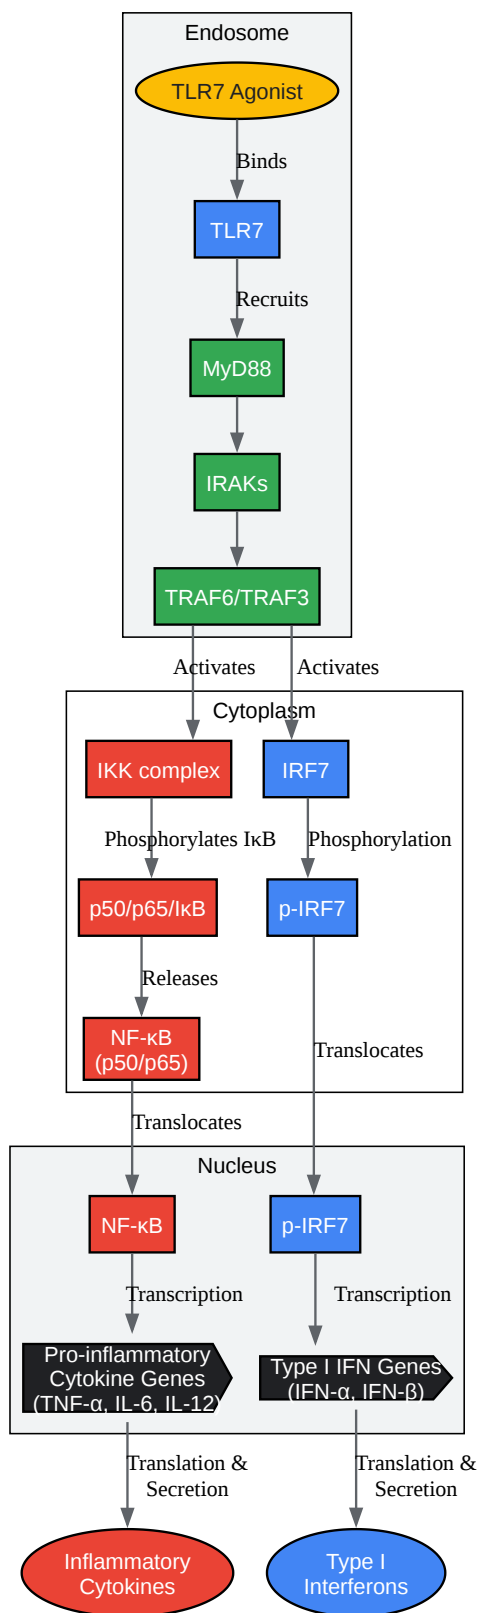 Endosome
TLR7 Agonist
Binds
TLR7
Recruits
MyD88
IRAKs
TRAF6/TRAF3
Activates
Activates
Cytoplasm
IKK complex
IRF7
Phosphorylates IκB
Phosphorylation
p50/p65/IκB
p-IRF7
Releases
NF-κB
(p50/p65)
Translocates
Translocates
Nucleus
NF-κB
p-IRF7
Transcription
Transcription
Pro-inflammatory
Cytokine Genes
(TNF-α, IL-6, IL-12)
Type I IFN Genes
(IFN-α, IFN-β)
Translation &
Secretion
Translation &
Secretion
Inflammatory
Cytokines
Type I
Interferons